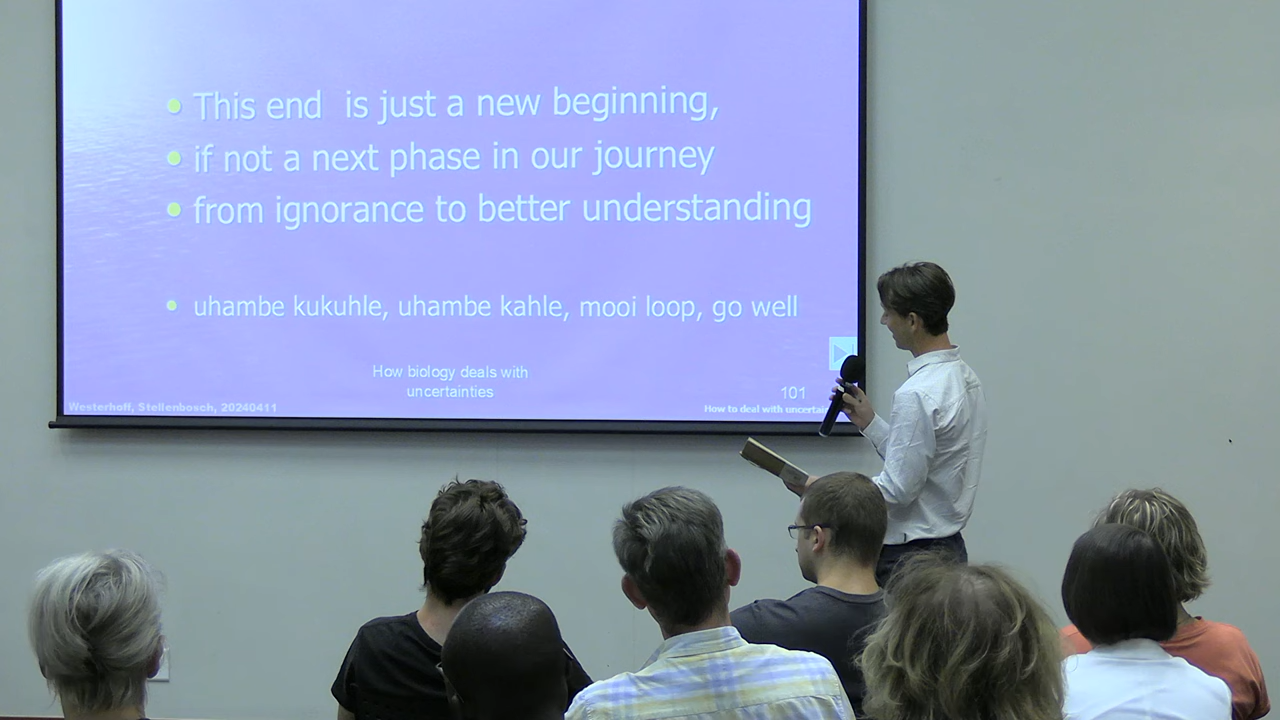 This end is just a new beginning,
if not a next phase in our journey
from ignorance to better understanding
uhambe kukuhle, uhambe kahle, mooi loop, go well
How biology deals with
uncertainties
101
Westerhoff, Stellenbosch, 20240411
How to deal with